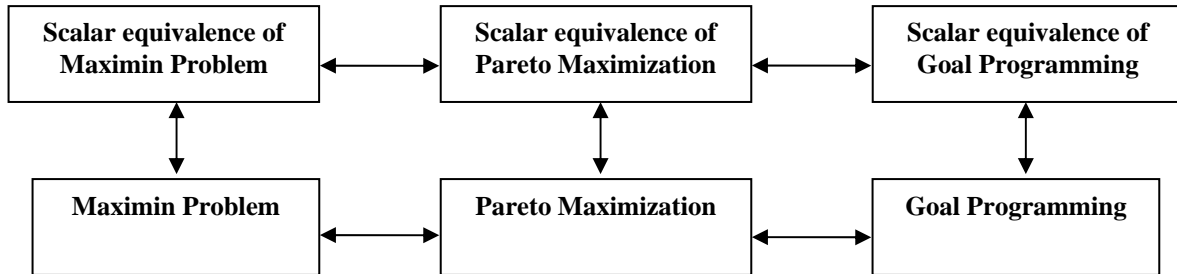 Scalar equivalence of
Maximin Problem
Scalar equivalence of
Pareto Maximization
Scalar equivalence of
Goal Programming
Maximin Problem
Pareto Maximization
Goal Programming